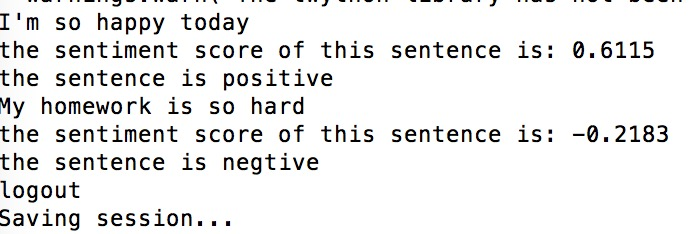 warnings.warn("The twython library has not been
I'm so happy today
the sentiment score of this sentence is: 0.6115
the sentence is positive
My homework is so hard
the sentiment score of this sentence is: -0.2183
the sentence is negtive
logout
Saving session...